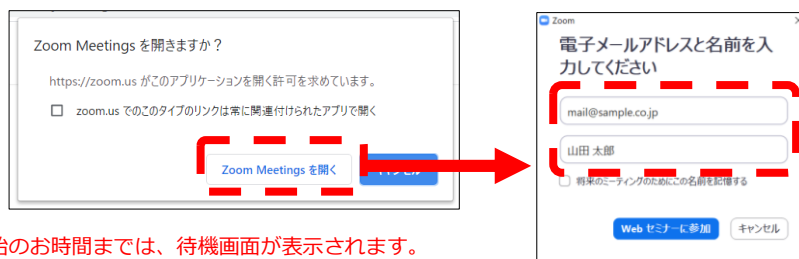 Zoom Meetings を開きますか？
https://zoom.us がこのアプリケーションを開く許可を求めています。
zoom.us でのこのタイプのリンクは常に関連付けられたアプリで開く
Zoom Meetings を開く
キャンセル
Zoom
電子メールアドレスと名前を入
力してください
mail@sample.co.jp
山田 太郎
将来のミーティングのためにこの名前を記憶する
Web セミナーに参加
キャンセル
のお時間までは、待機画面が表示されます。